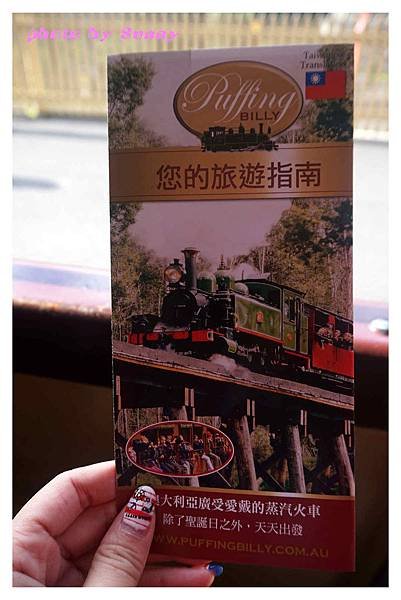 photo by Sunny
Taiwan
Transl
Puffing
BILLY
您的旅遊指南
大利亞廣受愛戴的蒸汽火車
除了聖誕日之外，天天出發
WWW.PUFFINGBILLY.COM.AU